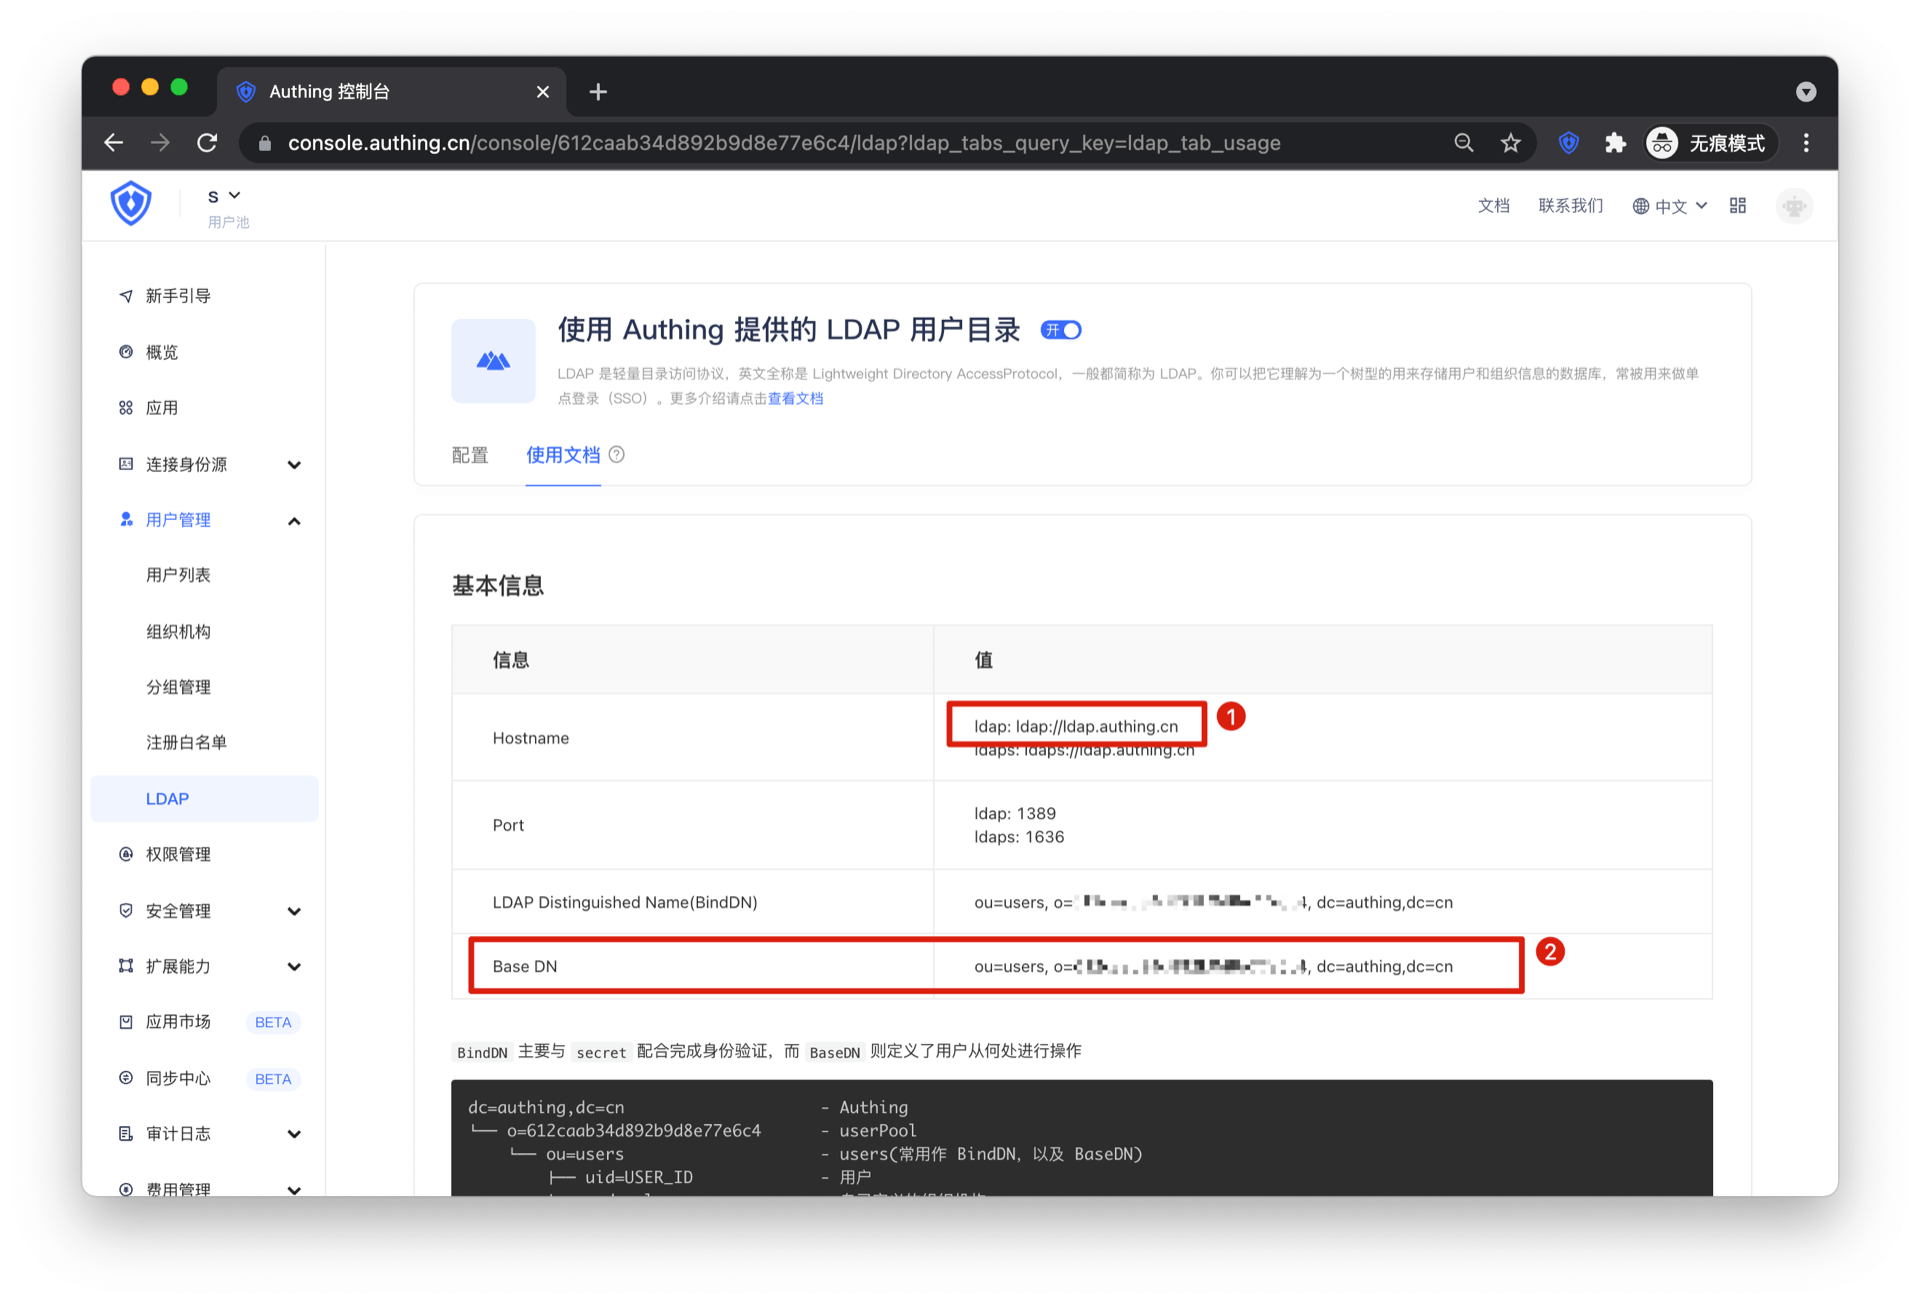 Authing 控制台
console.authing.cn/console/612caab34d892b9d8e77e6c4/ldap?ldap_tabs_query_key=ldap_tab_usage
无痕模式
S
用户池
文档
联系我们
中文
新手引导
概览
应用
连接身份源
用户管理
用户列表
组织机构
分组管理
注册白名单
LDAP
权限管理
安全管理
扩展能力
应用市场 BETA
同步中心 BETA
审计日志
费用管理
使用 Authing 提供的 LDAP 用户目录 开
LDAP 是轻量目录访问协议，英文全称是 Lightweight Directory AccessProtocol，一般都简称为 LDAP。你可以把它理解为一个树型的用来存储用户和组织信息的数据库，常被用来做单
点登录（SSO）。更多介绍请点击查看文档
配置 使用文档
基本信息
信息 值
Hostname
ldap: ldap://ldap.authing.cn
1
ldaps: ldaps://ldap.authing.cn
Port
ldap: 1389
ldaps: 1636
LDAP Distinguished Name(BindDN) ou=users, o= 4, dc=authing,dc=cn
Base DN ou=users, o= , dc=authing,dc=cn
2
BindDN 主要与 secret 配合完成身份验证，而 BaseDN 则定义了用户从何处进行操作
dc=authing,dc=cn - Authing
└── o=612caab34d892b9d8e77e6c4 - userPool
└── ou=users - users(常用作 BindDN，以及 BaseDN)
├── uid=USER_ID - 用户